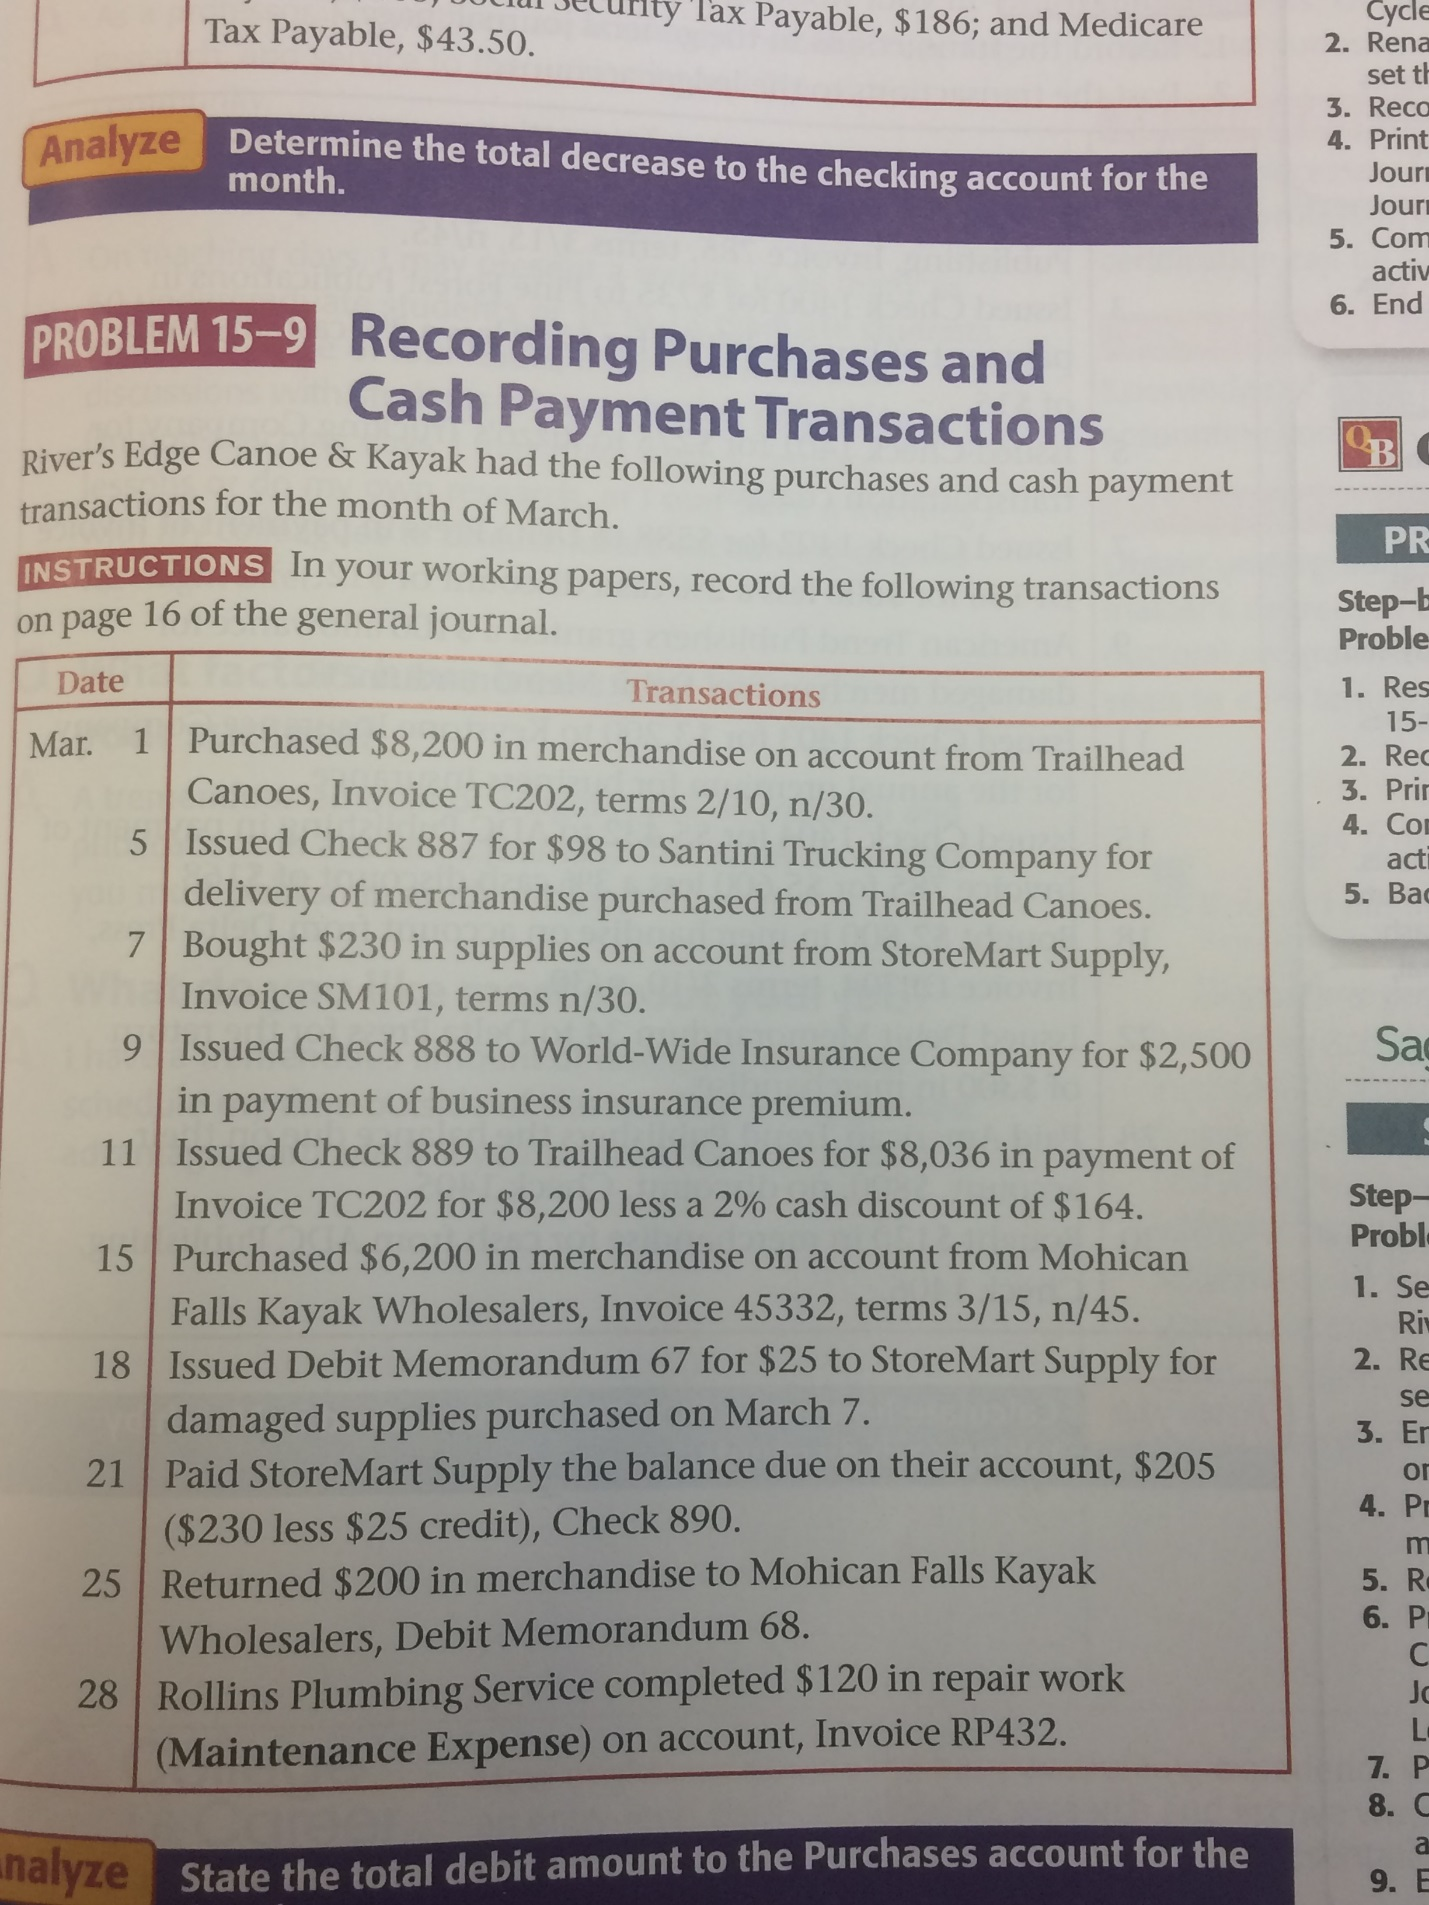 Security Tax Payable, $186; and Medicare
Tax Payable, $43.50.
Analyze
Determine the total decrease to the checking account for the
month.
PROBLEM 15–9
Recording Purchases and
Cash Payment Transactions
River's Edge Canoe & Kayak had the following purchases and cash payment
transactions for the month of March.
INSTRUCTIONS In your working papers, record the following transactions
on page 16 of the general journal.
Date Transactions
Mar. 1 Purchased $8,200 in merchandise on account from Trailhead
Canoes, Invoice TC202, terms 2/10, n/30.
5 Issued Check 887 for $98 to Santini Trucking Company for
delivery of merchandise purchased from Trailhead Canoes.
7 Bought $230 in supplies on account from StoreMart Supply,
Invoice SM101, terms n/30.
9 Issued Check 888 to World-Wide Insurance Company for $2,500
in payment of business insurance premium.
11 Issued Check 889 to Trailhead Canoes for $8,036 in payment of
Invoice TC202 for $8,200 less a 2% cash discount of $164.
15 Purchased $6,200 in merchandise on account from Mohican
Falls Kayak Wholesalers, Invoice 45332, terms 3/15, n/45.
18 Issued Debit Memorandum 67 for $25 to StoreMart Supply for
damaged supplies purchased on March 7.
21 Paid StoreMart Supply the balance due on their account, $205
($230 less $25 credit), Check 890.
25 Returned $200 in merchandise to Mohican Falls Kayak
Wholesalers, Debit Memorandum 68.
28 Rollins Plumbing Service completed $120 in repair work
(Maintenance Expense) on account, Invoice RP432.
nalyze
State the total debit amount to the Purchases account for the
Cycle
2. Rena
set th
3. Reco
4. Print
Jour
Jour
5. Com
activ
6. End
QB
PR
Step–b
Proble
1. Res
15-
2. Rec
3. Prin
4. Cor
acti
5. Bac
Sag
Step–
Proble
1. Se
Riv
2. Re
se
3. En
or
4. Pr
m
5. Re
6. Pr
C
Jo
Le
7. P
8. C
a
9. E